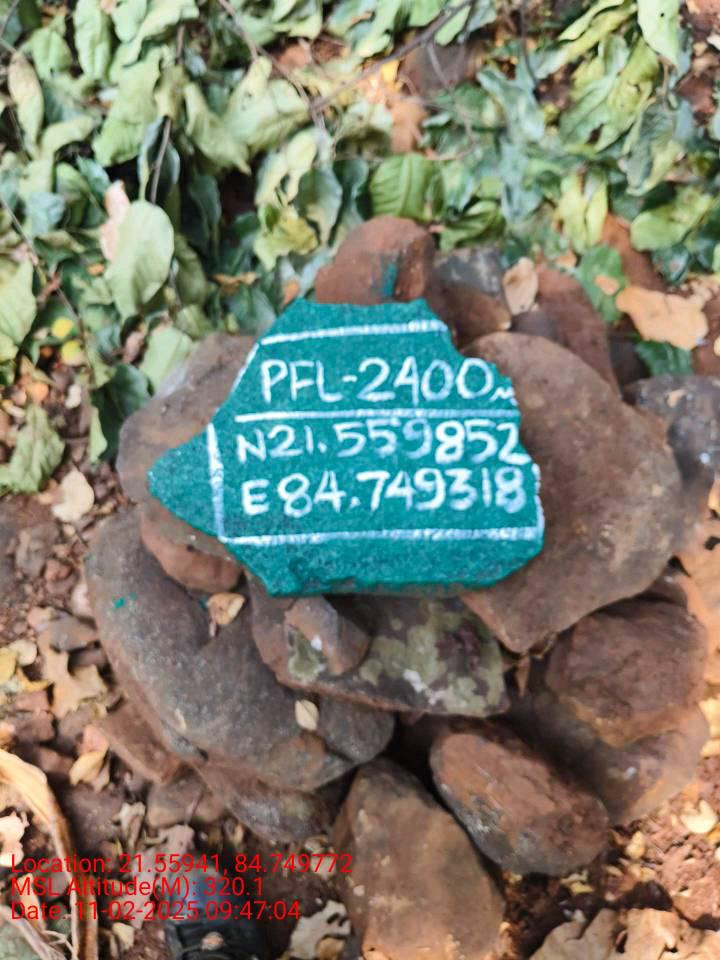 PFL-2400m
N21.559852
E84.749318
Location: 21.55941, 84.749772
MSL Altitude(M): 320.1
Date: 11-02-2025 09:47:04